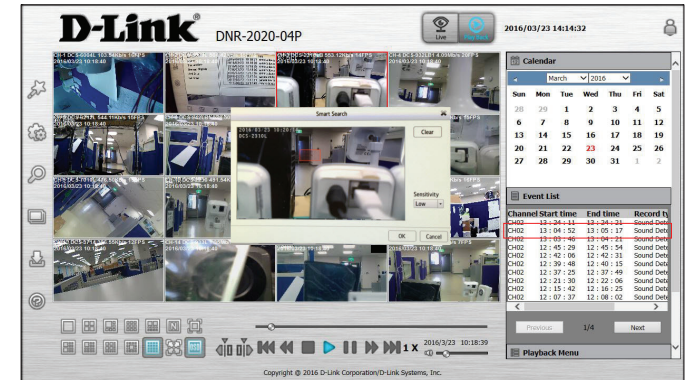 D-Link®
DNR-2020-04P
Live
Play Back
2016/03/23 14:14:32
Calendar
March 2016
Sun Mon Tue Wed Thu Fri Sat
28 29 1 2 3 4 5
6 7 8 9 10 11 12
13 14 15 16 17 18 19
20 21 22 23 24 25 26
27 28 29 30 31 1 2
Smart Search
DCS-2310L
Clear
Sensitivity
Low
OK Cancel
Event List
Channel Start time End time Record ty
CH02 13:24:11 13:24:21 Sound Dete
CH02 13:04:52 13:05:17 Sound Dete
CH02 13:03:46 13:04:21 Sound Dete
CH02 12:45:29 12:45:54 Sound Dete
CH02 12:42:06 12:42:31 Sound Dete
CH02 12:39:48 12:40:15 Sound Dete
CH02 12:37:25 12:37:49 Sound Dete
CH02 12:21:30 12:22:06 Sound Dete
CH02 12:15:42 12:16:25 Sound Dete
CH02 12:07:37 12:08:02 Sound Dete
Previous 1/4 Next
Playback Menu
1 X
2016/3/23 10:18:39
Copyright © 2016 D-Link Corporation/D-Link Systems, Inc.